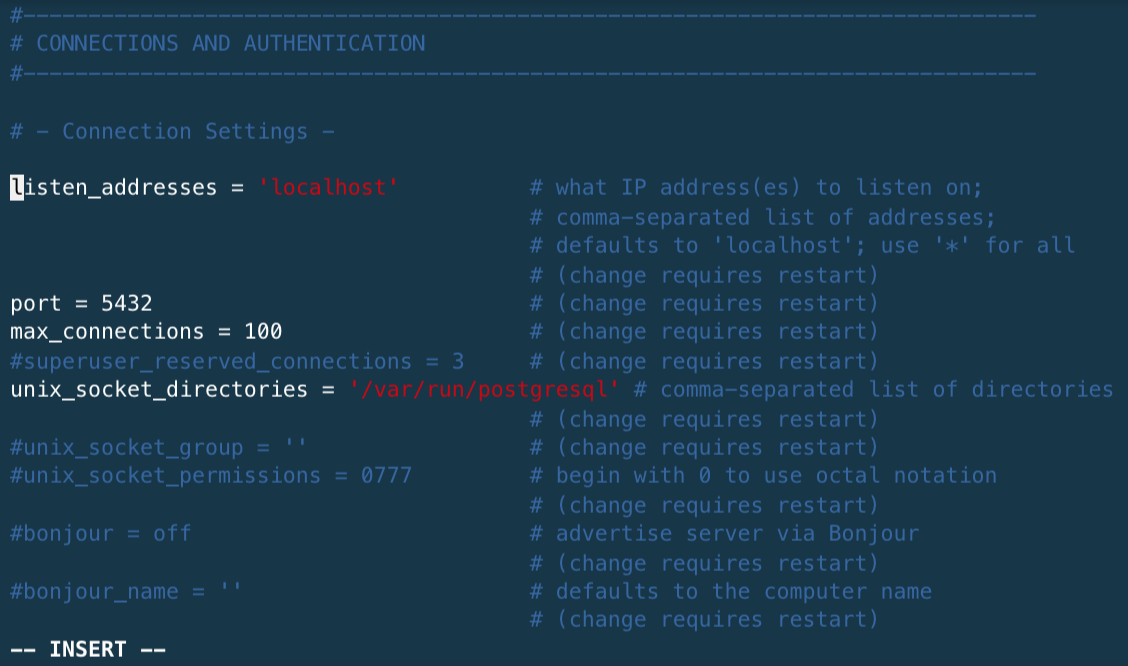 #------------------------------------------------------------------------------
# CONNECTIONS AND AUTHENTICATION
#------------------------------------------------------------------------------
# - Connection Settings -
listen_addresses = 'localhost'          # what IP address(es) to listen on;
                                        # comma-separated list of addresses;
                                        # defaults to 'localhost'; use '*' for all
                                        # (change requires restart)
port = 5432                             # (change requires restart)
max_connections = 100                   # (change requires restart)
#superuser_reserved_connections = 3     # (change requires restart)
unix_socket_directories = '/var/run/postgresql' # comma-separated list of directories
                                        # (change requires restart)
#unix_socket_group = ''                 # (change requires restart)
#unix_socket_permissions = 0777         # begin with 0 to use octal notation
                                        # (change requires restart)
#bonjour = off                          # advertise server via Bonjour
                                        # (change requires restart)
#bonjour_name = ''                      # defaults to the computer name
                                        # (change requires restart)
-- INSERT --